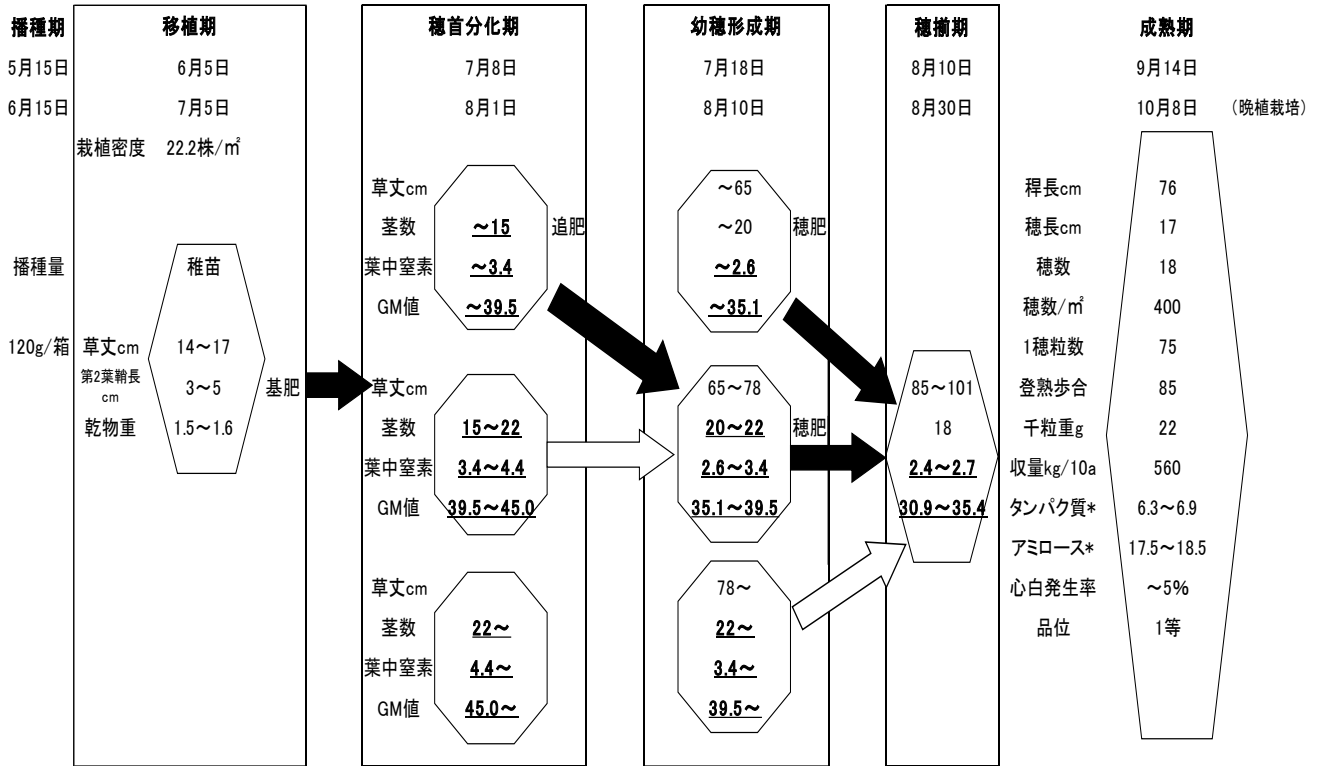 播種期 移植期 穂首分化期 幼穂形成期 穂揃期 成熟期
5月15日 6月5日 7月8日 7月18日 8月10日 9月14日
6月15日 7月5日 8月1日 8月10日 8月30日 10月8日 (晩植栽培)
栽植密度 22.2株/㎡
草丈cm ～65 稈長cm 76
茎数 ～15 追肥 ～20 穂肥 穂長cm 17
播種量 稚苗 葉中窒素 ～3.4 ～2.6 穂数 18
GM値 ～39.5 ～35.1 穂数/㎡ 400
120g/箱 草丈cm 14～17 1穂粒数 75
第2葉鞘長cm 3～5 基肥 草丈cm 65～78 85～101 登熟歩合 85
乾物重 1.5～1.6 茎数 15～22 20～22 穂肥 18 千粒重g 22
葉中窒素 3.4～4.4 2.6～3.4 2.4～2.7 収量kg/10a 560
GM値 39.5～45.0 35.1～39.5 30.9～35.4 タンパク質* 6.3～6.9
アミロース* 17.5～18.5
草丈cm 78～ 心白発生率 ～5%
茎数 22～ 22～ 品位 1等
葉中窒素 4.4～ 3.4～
GM値 45.0～ 39.5～